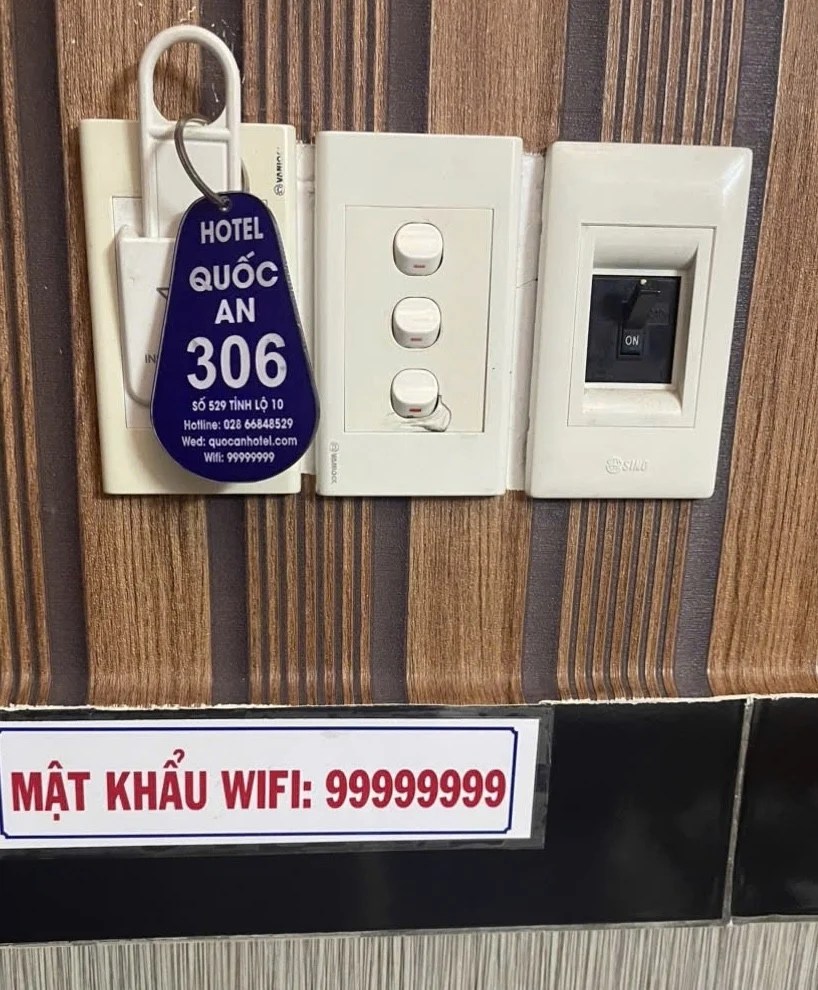 HOTEL
QUỐC
AN
306
SỐ 529 TỈNH LỘ 10
Hotline: 028 66848529
Wed: quocanhotel.com
Wifi: 99999999
ON
SINO
MẬT KHẨU WIFI: 99999999